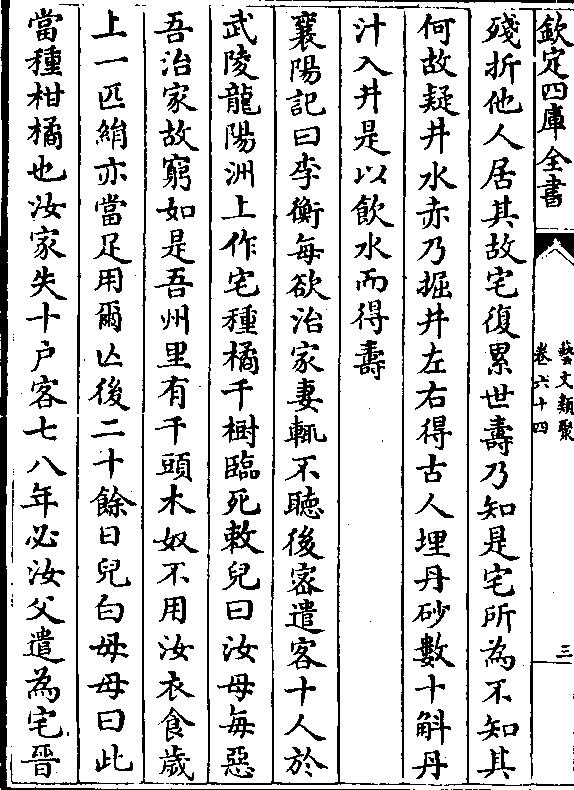 欽定四庫全書
藝文類聚
卷六十四
三
殘折他人居其故宅復累世壽乃知是宅所為不知其
何故疑井水赤乃掘井左右得古人埋丹砂數十斛丹
汁入井是以飲水而得壽
襄陽記曰李衡每欲治家妻輒不聽後宻遣客十人於
武陵龍陽洲上作宅種橘千樹臨死敕兒曰汝母每惡
吾治家故窮如是吾州里有千頭木奴不用汝衣食歲
上一匹絹亦當足用爾亾後二十餘日兒白母母曰此
當種柑橘也汝家失十户客七八年必汝父遣為宅晉